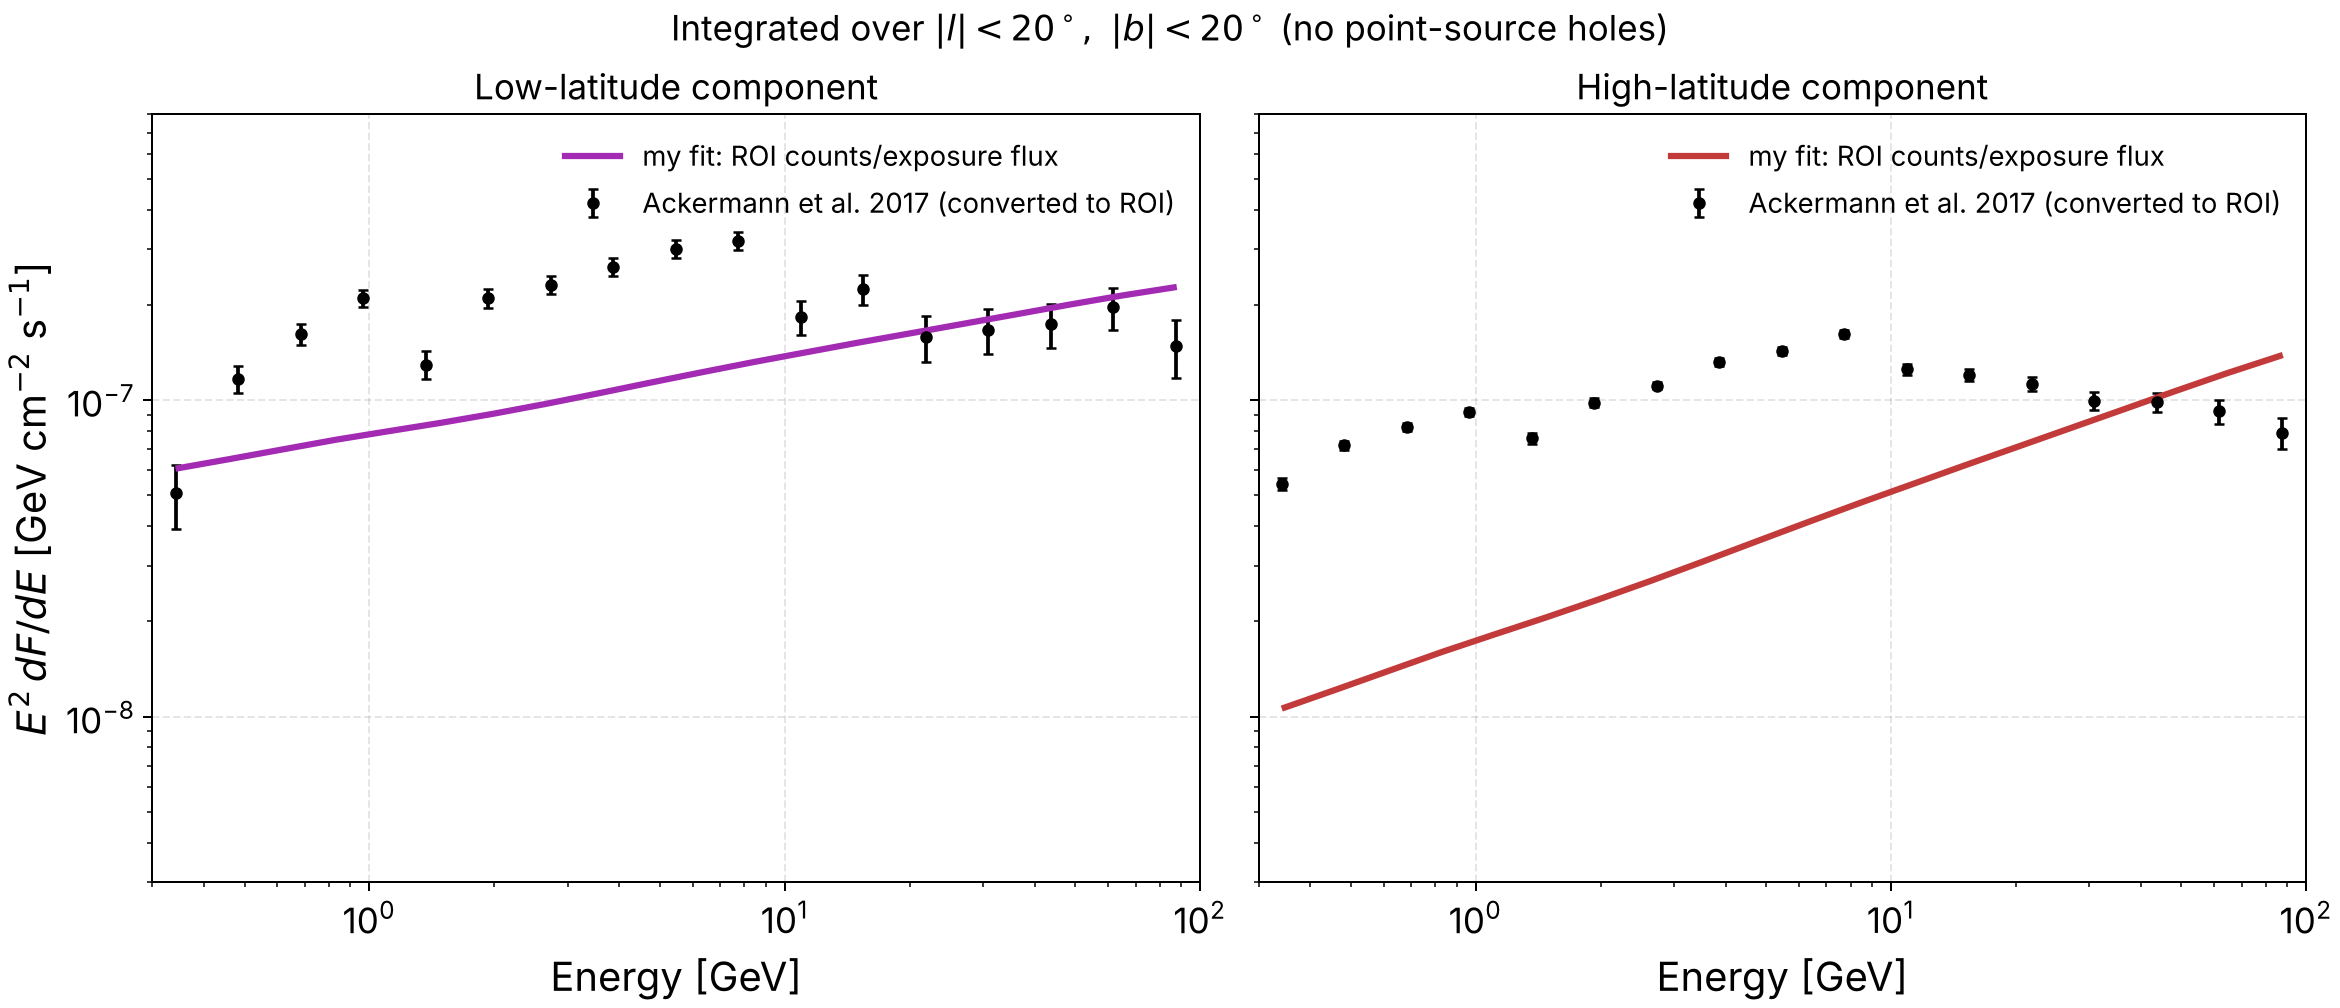 Integrated over |l| < 20°, |b| < 20° (no point-source holes)
Low-latitude component
my fit: ROI counts/exposure flux
Ackermann et al. 2017 (converted to ROI)
E² dF/dE [GeV cm⁻² s⁻¹]
10⁻⁷
10⁻⁸
10⁰
10¹
10²
Energy [GeV]
High-latitude component
my fit: ROI counts/exposure flux
Ackermann et al. 2017 (converted to ROI)
10⁰
10¹
10²
Energy [GeV]